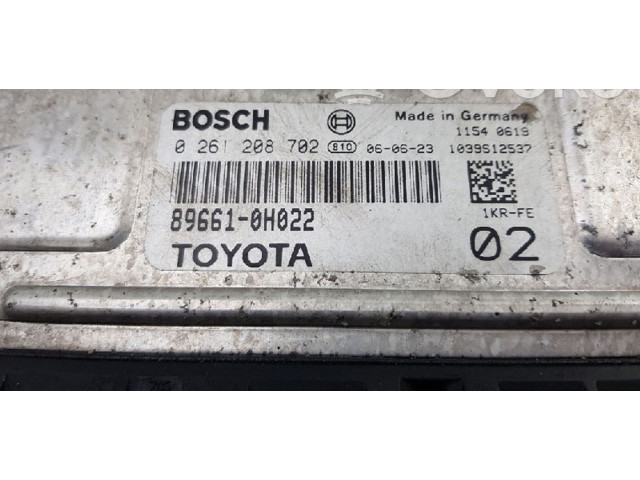 BOSCH Made in Germany
1154 0619
0 261 208 702 810 06-06-23 1039S12537
89661-0H022 1KR-FE
TOYOTA 02